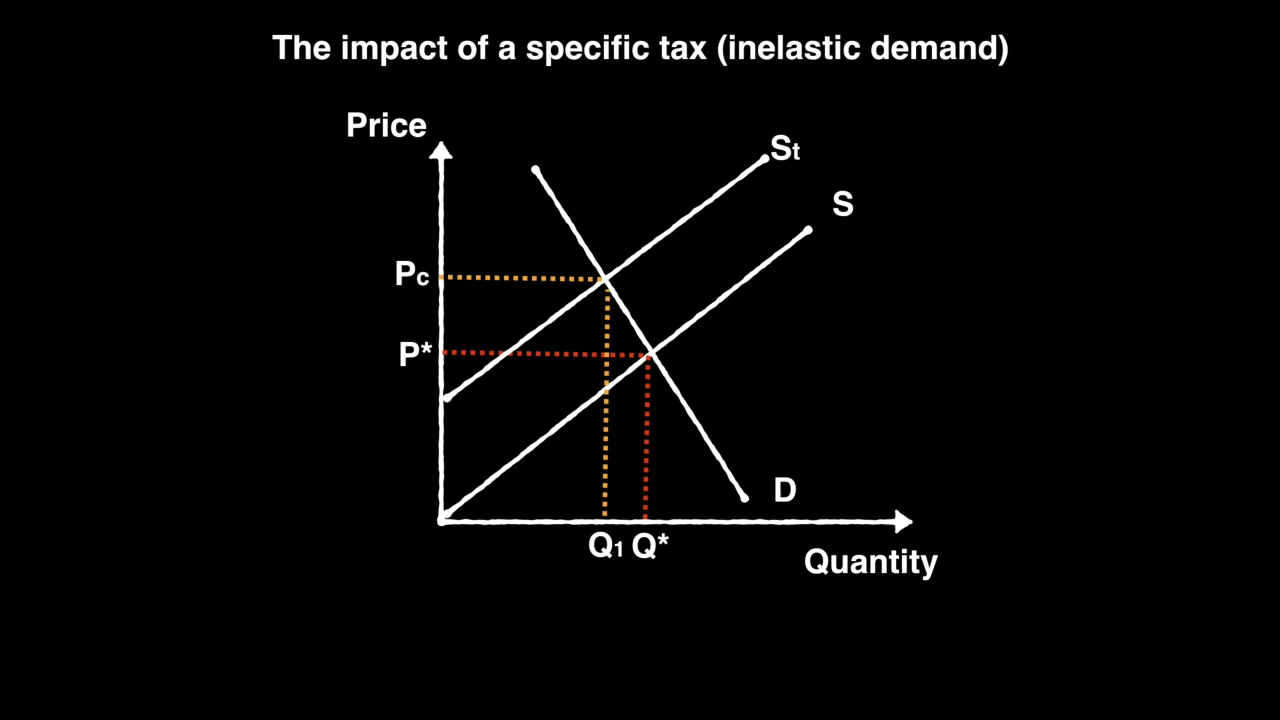 The impact of a specific tax (inelastic demand)
Price
St
S
Pc
P*
D
Q1 Q*
Quantity